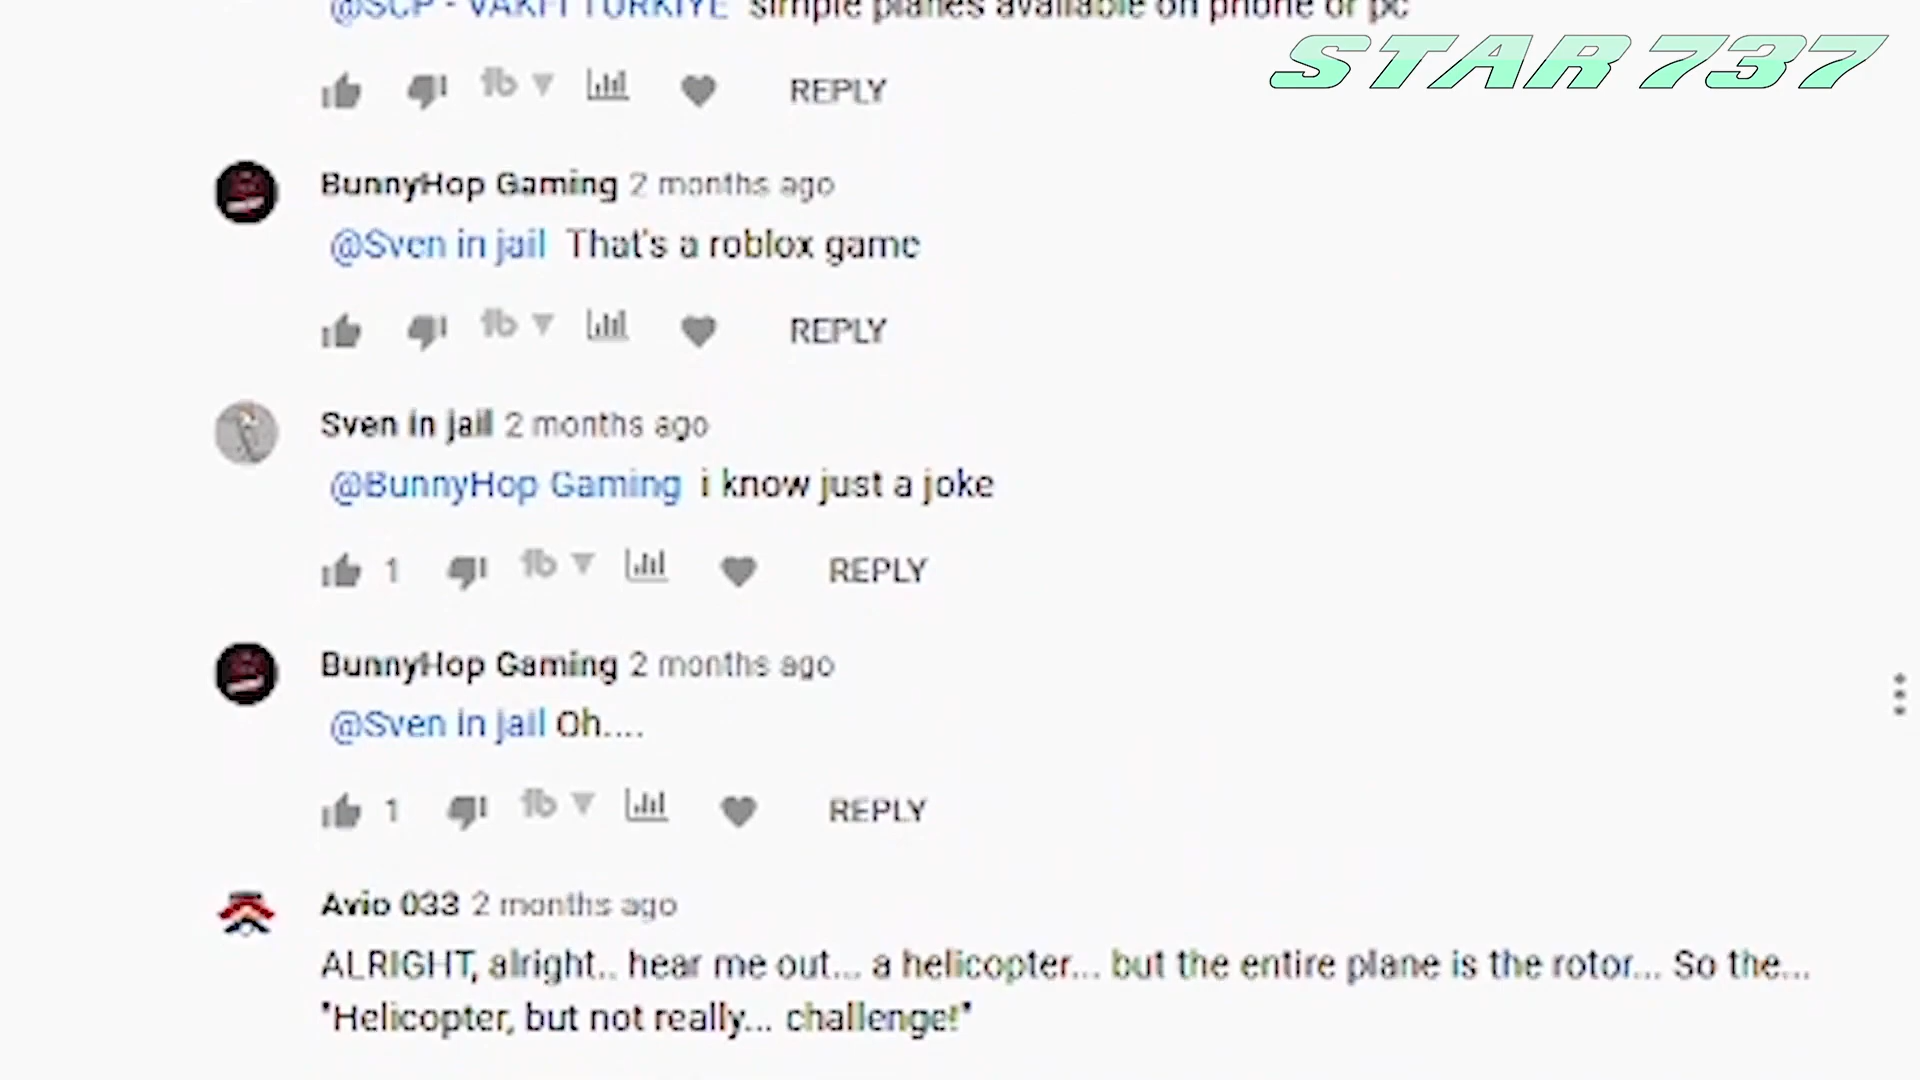 @SCP - VAKFI TÜRKİYE simple planes available on phone or pc
STAR 737
REPLY
BunnyHop Gaming 2 months ago
@Sven in jail That's a roblox game
REPLY
Sven in jail 2 months ago
@BunnyHop Gaming i know just a joke
1 REPLY
BunnyHop Gaming 2 months ago
@Sven in jail Oh....
1 REPLY
Avio 033 2 months ago
ALRIGHT, alright.. hear me out... a helicopter... but the entire plane is the rotor... So the...
"Helicopter, but not really... challenge!"